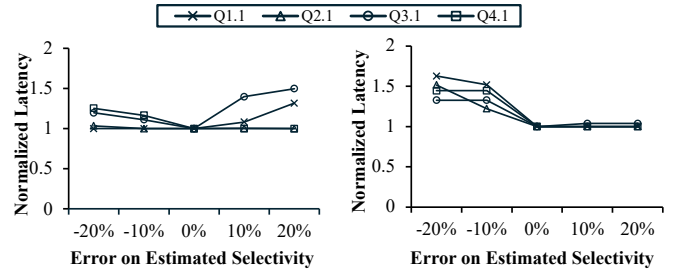 Q1.1 Q2.1 Q3.1 Q4.1
Normalized Latency
2
1.5
1
0.5
0
-20% -10% 0% 10% 20%
Error on Estimated Selectivity
Normalized Latency
2
1.5
1
0.5
0
-20% -10% 0% 10% 20%
Error on Estimated Selectivity